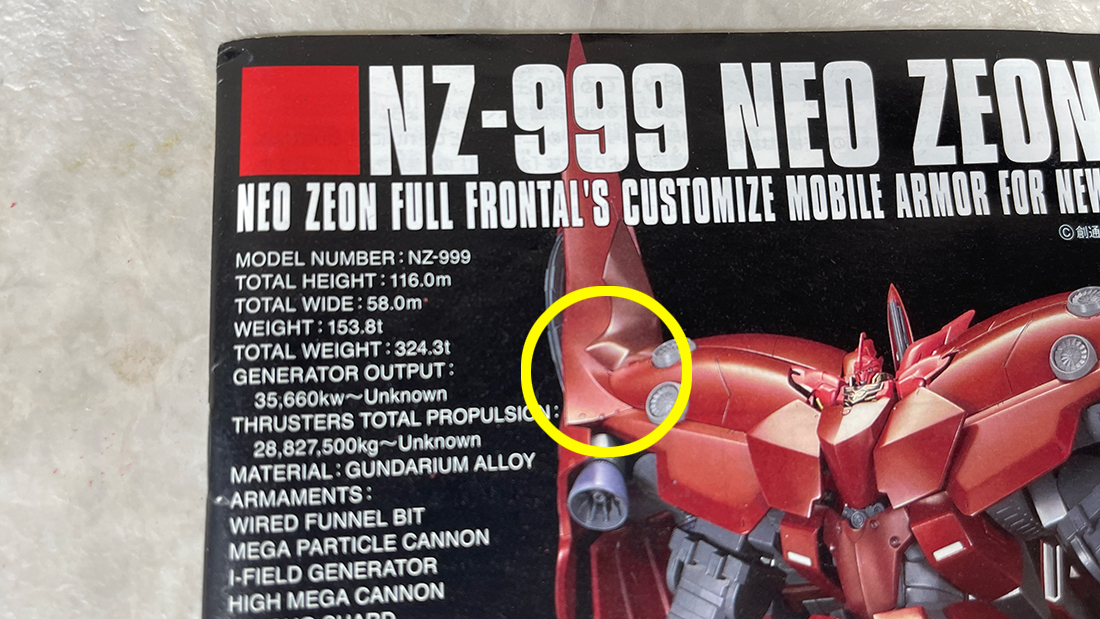 NZ-999 NEO ZEON
NEO ZEON FULL FRONTAL'S CUSTOMIZE MOBILE ARMOR FOR NEW
©創通
MODEL NUMBER : NZ-999
TOTAL HEIGHT : 116.0m
TOTAL WIDE : 58.0m
WEIGHT : 153.8t
TOTAL WEIGHT : 324.3t
GENERATOR OUTPUT :
35,660kw~Unknown
THRUSTERS TOTAL PROPULSION :
28,827,500kg~Unknown
MATERIAL : GUNDARIUM ALLOY
ARMAMENTS :
WIRED FUNNEL BIT
MEGA PARTICLE CANNON
I-FIELD GENERATOR
HIGH MEGA CANNON